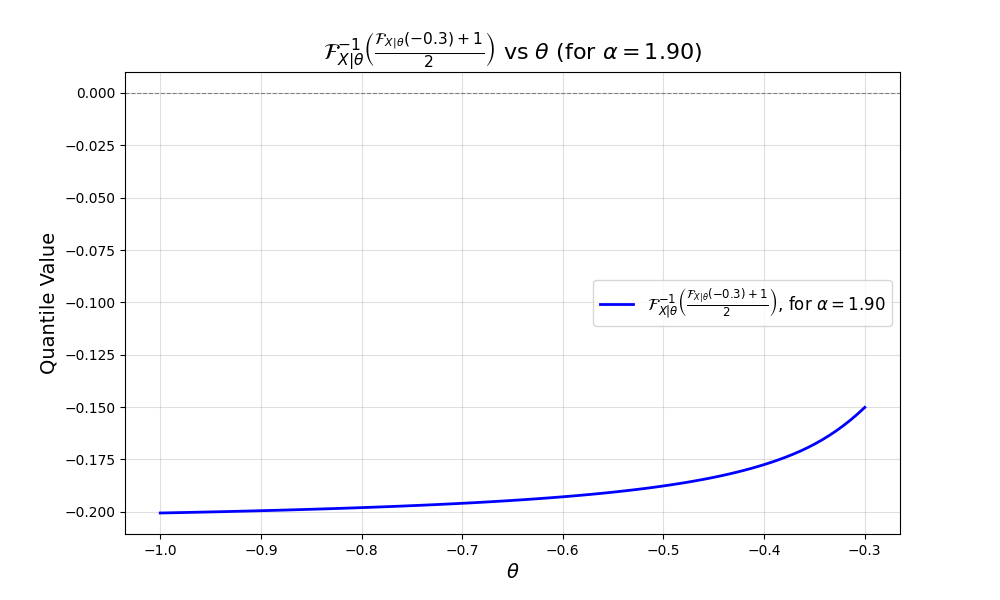 $\mathcal{F}_{X|\theta}^{-1}\left(\frac{\mathcal{F}_{X|\theta}(-0.3)+1}{2}\right)$ vs $\theta$ (for $\alpha = 1.90$)
Quantile Value
0.000
−0.025
−0.050
−0.075
−0.100
−0.125
−0.150
−0.175
−0.200
$\mathcal{F}_{X|\theta}^{-1}\left(\frac{\mathcal{F}_{X|\theta}(-0.3)+1}{2}\right)$, for $\alpha = 1.90$
−1.0 −0.9 −0.8 −0.7 −0.6 −0.5 −0.4 −0.3
θ